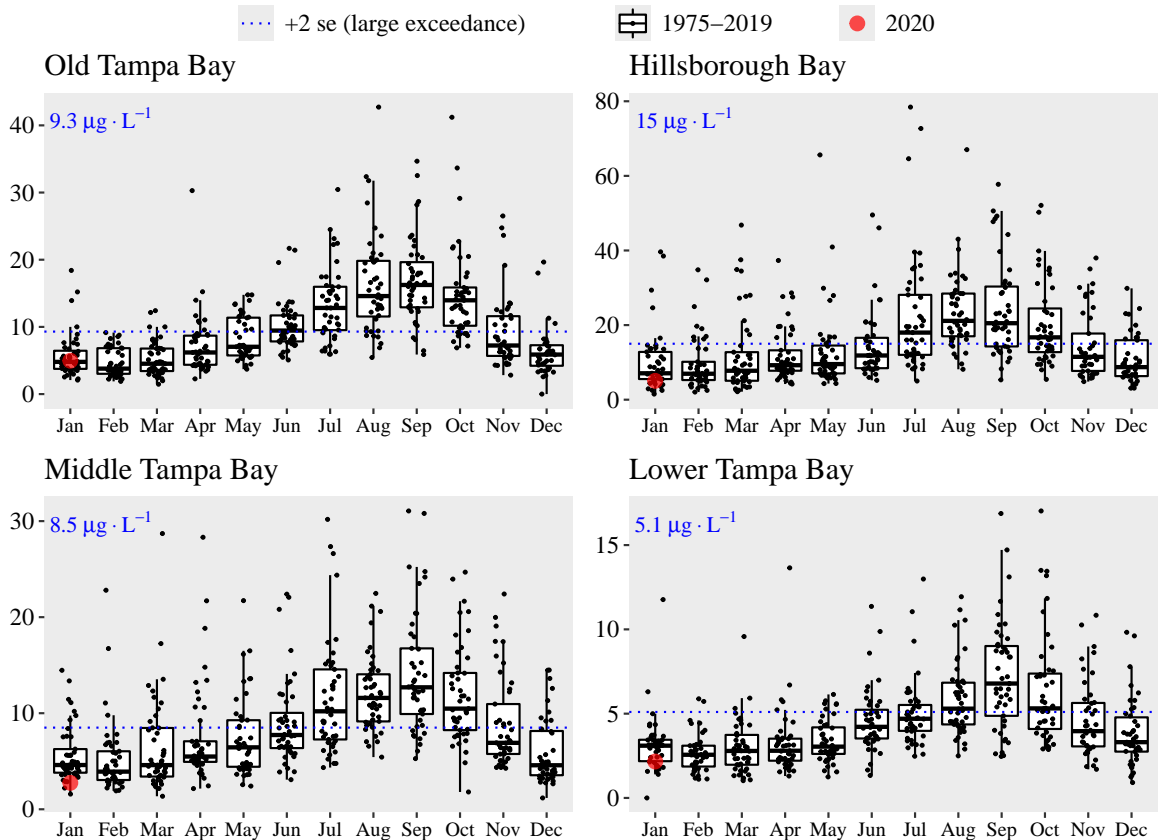 +2 se (large exceedance) 1975–2019 2020
Old Tampa Bay
9.3 μg · L⁻¹
40
30
20
10
0
Jan Feb Mar Apr May Jun Jul Aug Sep Oct Nov Dec
Hillsborough Bay
15 μg · L⁻¹
80
60
40
20
0
Jan Feb Mar Apr May Jun Jul Aug Sep Oct Nov Dec
Middle Tampa Bay
8.5 μg · L⁻¹
30
20
10
0
Jan Feb Mar Apr May Jun Jul Aug Sep Oct Nov Dec
Lower Tampa Bay
5.1 μg · L⁻¹
15
10
5
0
Jan Feb Mar Apr May Jun Jul Aug Sep Oct Nov Dec